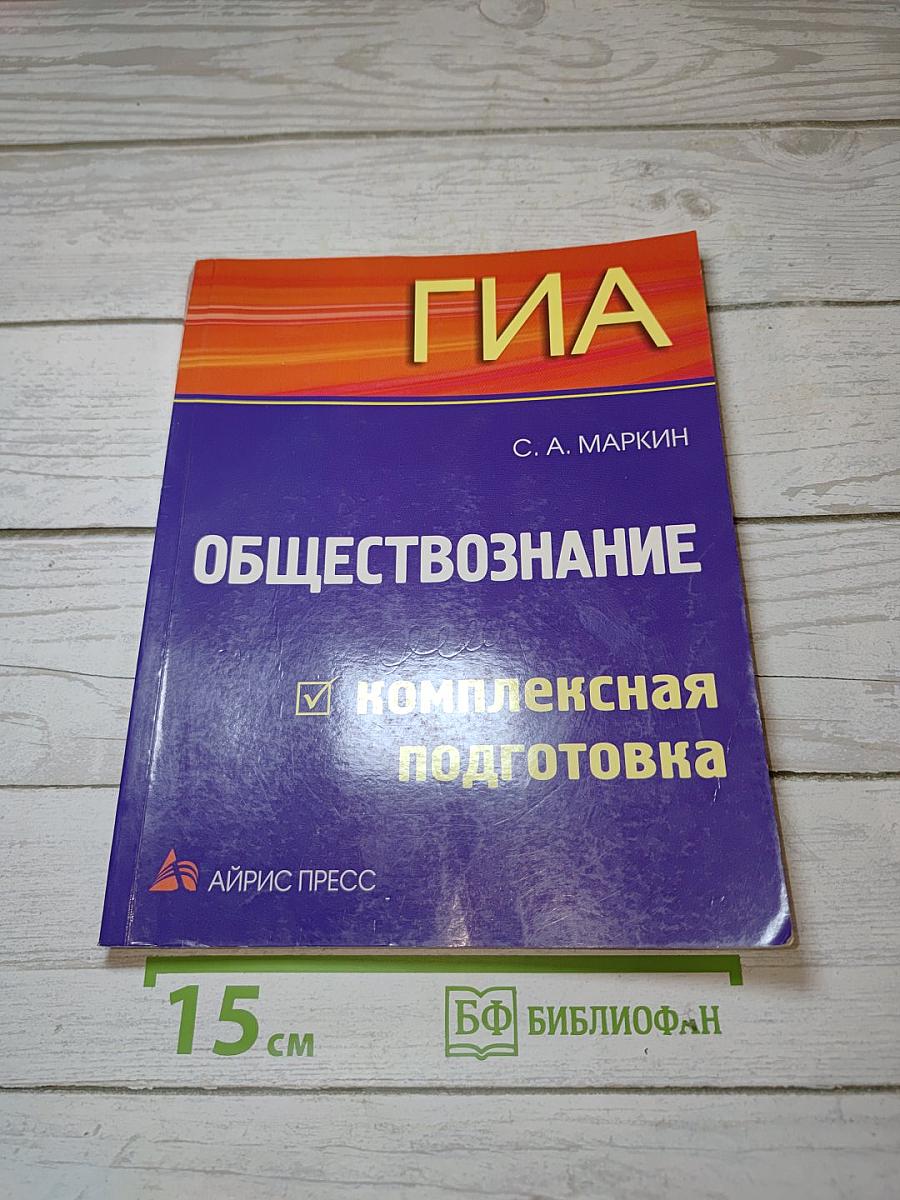 ГИА
С. А. МАРКИН
ОБЩЕСТВОЗНАНИЕ
комплексная
подготовка
АЙРИС ПРЕСС
15 см
БФ БИБЛИОФАН